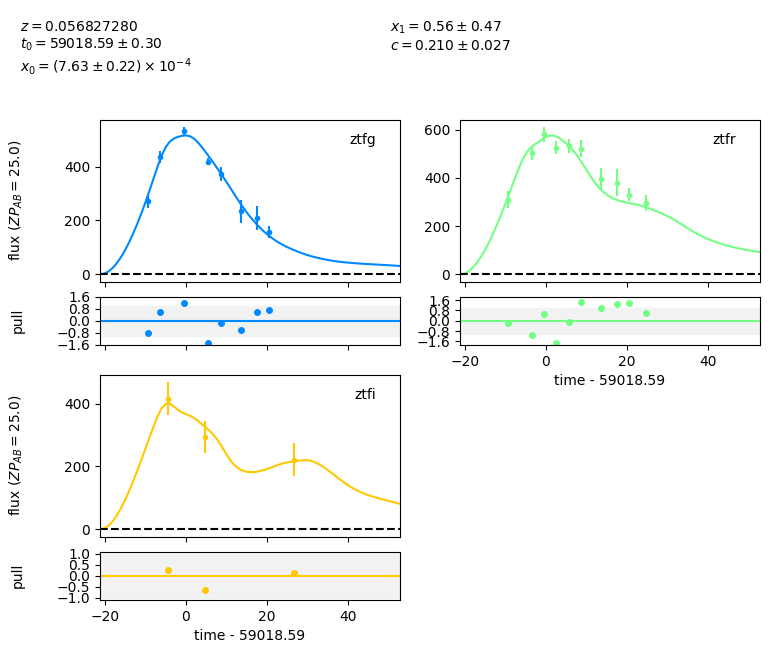 z = 0.056827280
t₀ = 59018.59 ± 0.30
x₀ = (7.63 ± 0.22) × 10⁻⁴
x₁ = 0.56 ± 0.47
c = 0.210 ± 0.027
flux (ZP_AB = 25.0)
400
200
0
ztfg
600
400
200
0
ztfr
pull
1.6
0.8
0.0
−0.8
−1.6
1.6
0.8
0.0
−0.8
−1.6
−20 0 20 40
time - 59018.59
flux (ZP_AB = 25.0)
400
200
0
ztfi
pull
1.0
0.5
0.0
−0.5
−1.0
−20 0 20 40
time - 59018.59